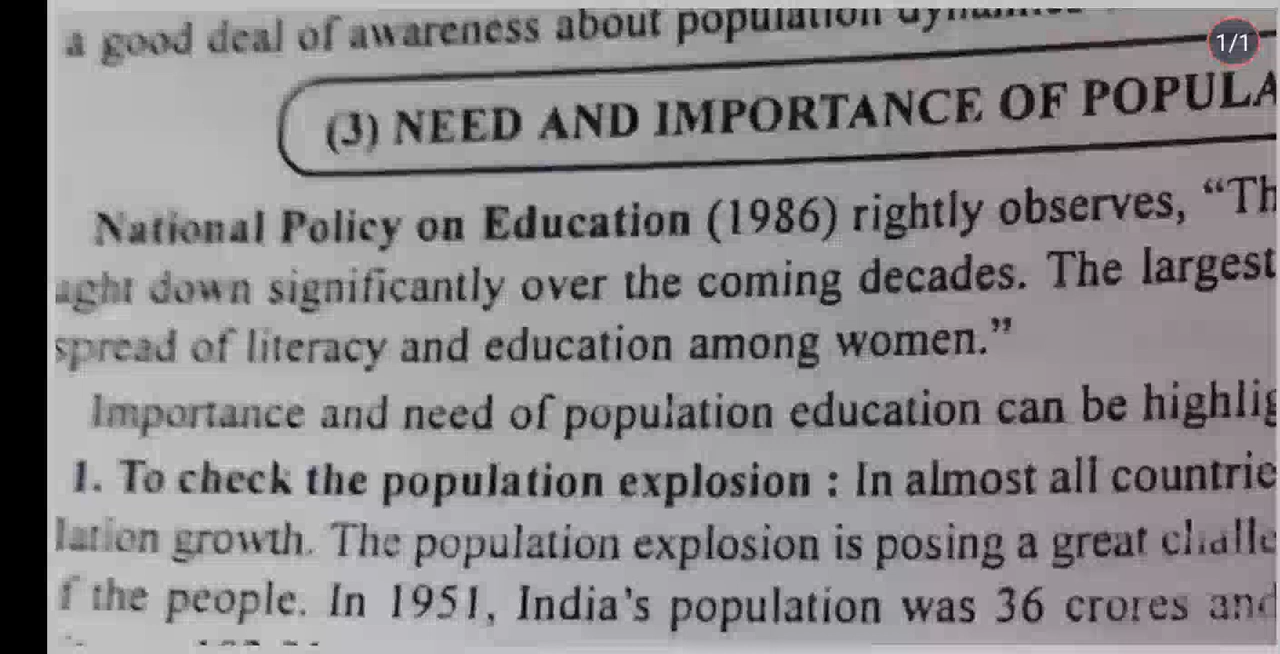 a good deal of awareness about population
1/1
(3) NEED AND IMPORTANCE OF POPULA
National Policy on Education (1986) rightly observes, “Th
ught down significantly over the coming decades. The largest
spread of literacy and education among women.”
Importance and need of population education can be highlig
1. To check the population explosion : In almost all countrie
lation growth. The population explosion is posing a great challe
f the people. In 1951, India's population was 36 crores and